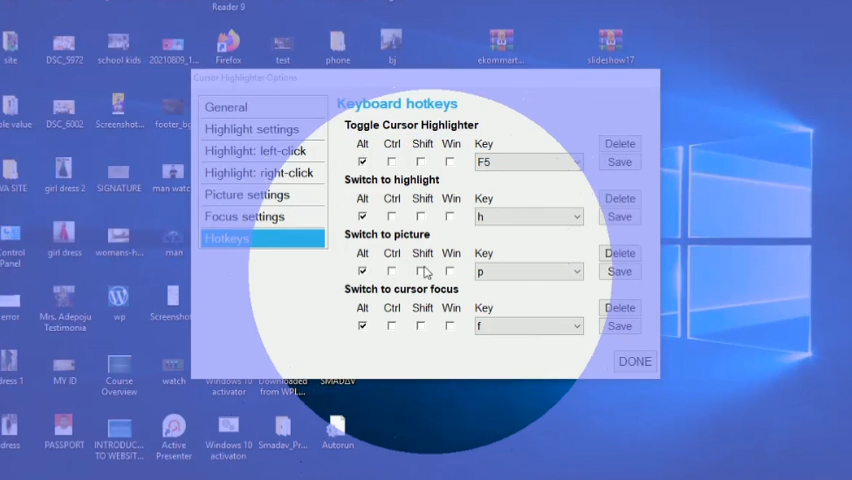 Reader 9
site
DSC_5972
school kids
20210809_1...
Firefox
test
phone
bj
ekommart...
slideshow17
Cursor Highlighter Options
General
Highlight settings
Highlight: left-click
Highlight: right-click
Picture settings
Focus settings
Hotkeys
Keyboard hotkeys
Toggle Cursor Highlighter
Alt Ctrl Shift Win Key
F5
Delete
Save
Switch to highlight
Alt Ctrl Shift Win Key
h
Delete
Save
Switch to picture
Alt Ctrl Shift Win Key
p
Delete
Save
Switch to cursor focus
Alt Ctrl Shift Win Key
f
Delete
Save
DONE
ple value
DSC_6002
Screenshot...
footer_bg
VA SITE
girl dress 2
SIGNATURE
man watch
Control
Panel
girl dress
womans-h...
error
Mrs. Adepoju
Testimonia
wp
Screenshot
dress 1
MY ID
Course
Overview
watch
Windows 10
activator
Downloaded
from WPL...
SMADAV
dress
PASSPORT
INTRODUC...
TO WEBSIT...
Active
Presenter
Windows 10
activaton
Smadav_Pr...
Autorun